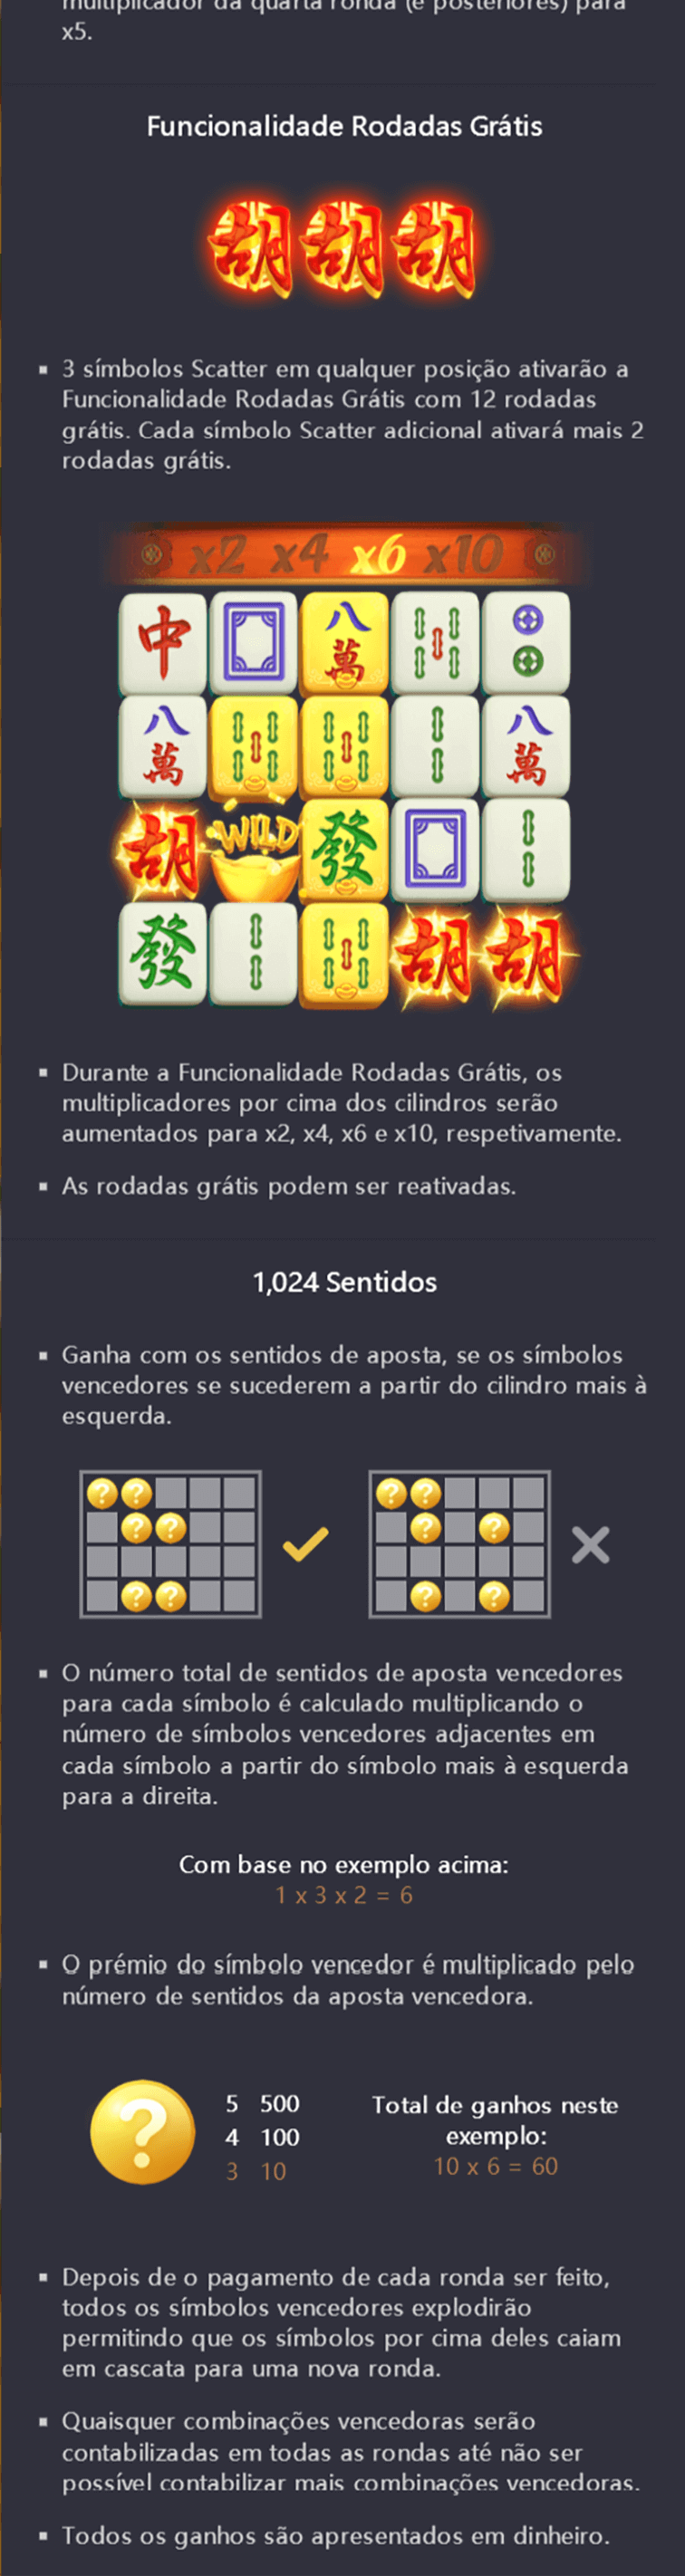 multiplicador da quarta ronda (e posteriores) para
x5.
Funcionalidade Rodadas Grátis
胡 胡 胡
3 símbolos Scatter em qualquer posição ativarão a
Funcionalidade Rodadas Grátis com 12 rodadas
grátis. Cada símbolo Scatter adicional ativará mais 2
rodadas grátis.
x2 x4 x6 x10
中 八萬
八萬 八萬
胡 WILD 發
發 胡 胡
Durante a Funcionalidade Rodadas Grátis, os
multiplicadores por cima dos cilindros serão
aumentados para x2, x4, x6 e x10, respetivamente.
As rodadas grátis podem ser reativadas.
1,024 Sentidos
Ganha com os sentidos de aposta, se os símbolos
vencedores se sucederem a partir do cilindro mais à
esquerda.
? ? ? ?
? ? ? ?
? ? ? ?
O número total de sentidos de aposta vencedores
para cada símbolo é calculado multiplicando o
número de símbolos vencedores adjacentes em
cada símbolo a partir do símbolo mais à esquerda
para a direita.
Com base no exemplo acima:
1 x 3 x 2 = 6
O prémio do símbolo vencedor é multiplicado pelo
número de sentidos da aposta vencedora.
?
5 500
4 100
3 10
Total de ganhos neste
exemplo:
10 x 6 = 60
Depois de o pagamento de cada ronda ser feito,
todos os símbolos vencedores explodirão
permitindo que os símbolos por cima deles caiam
em cascata para uma nova ronda.
Quaisquer combinações vencedoras serão
contabilizadas em todas as rondas até não ser
possível contabilizar mais combinações vencedoras.
Todos os ganhos são apresentados em dinheiro.